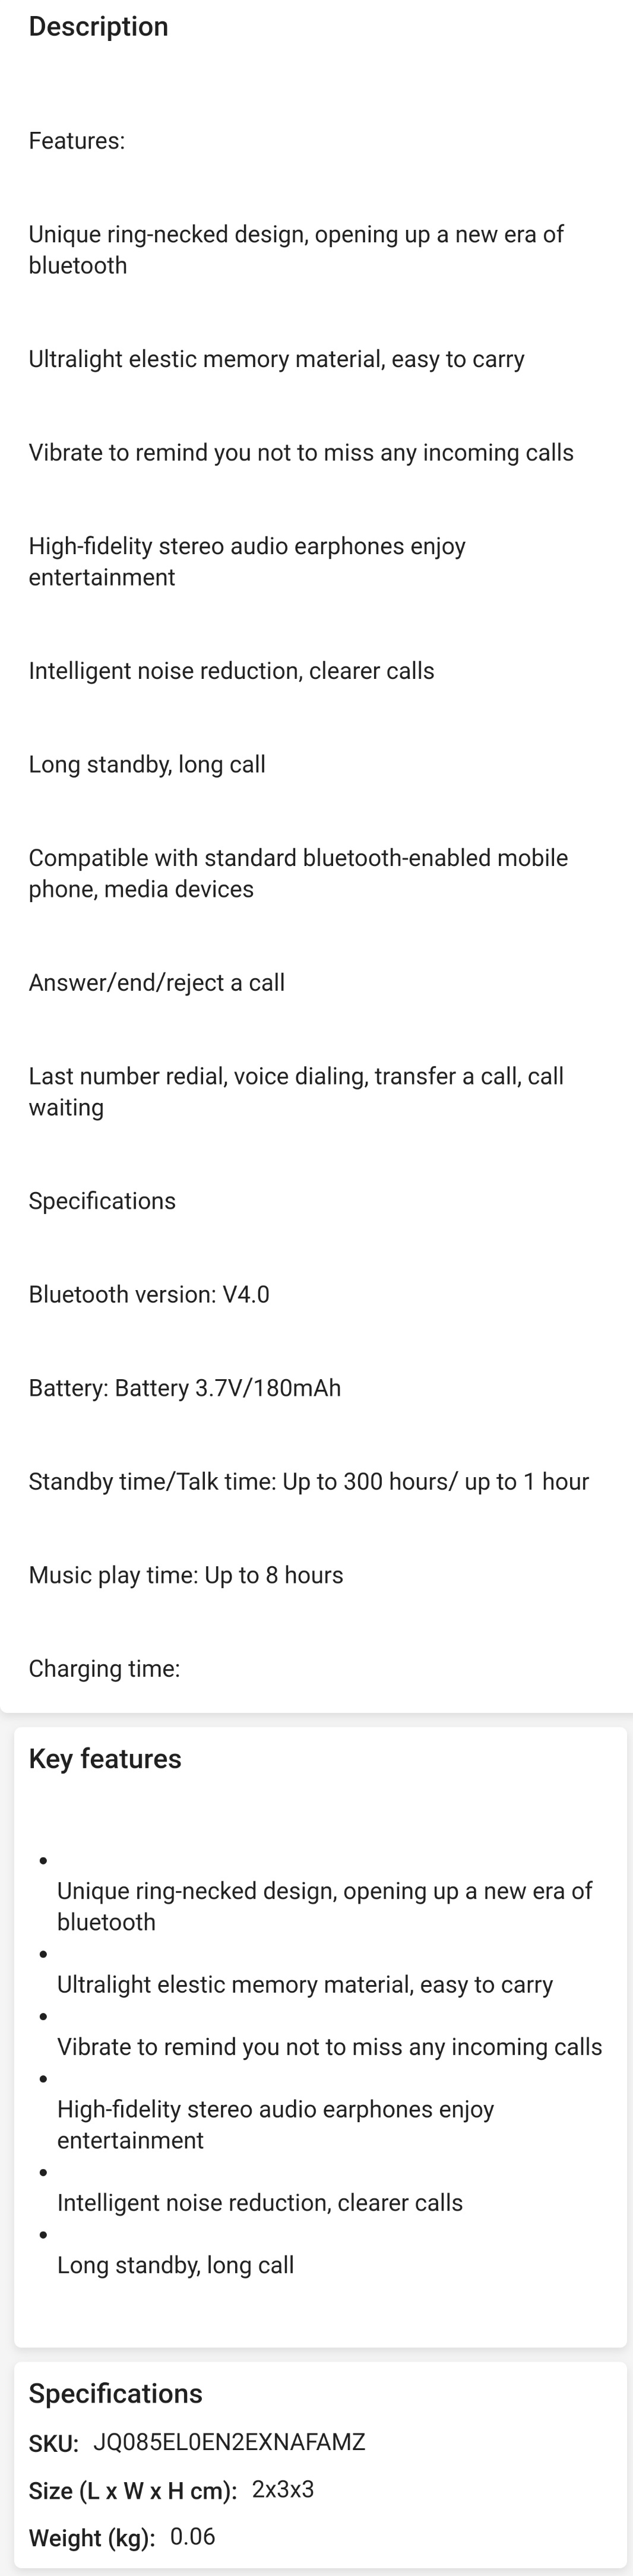 Description
Features:
Unique ring-necked design, opening up a new era of
bluetooth
Ultralight elestic memory material, easy to carry
Vibrate to remind you not to miss any incoming calls
High-fidelity stereo audio earphones enjoy
entertainment
Intelligent noise reduction, clearer calls
Long standby, long call
Compatible with standard bluetooth-enabled mobile
phone, media devices
Answer/end/reject a call
Last number redial, voice dialing, transfer a call, call
waiting
Specifications
Bluetooth version: V4.0
Battery: Battery 3.7V/180mAh
Standby time/Talk time: Up to 300 hours/ up to 1 hour
Music play time: Up to 8 hours
Charging time:
Key features
•
Unique ring-necked design, opening up a new era of
bluetooth
•
Ultralight elestic memory material, easy to carry
•
Vibrate to remind you not to miss any incoming calls
•
High-fidelity stereo audio earphones enjoy
entertainment
•
Intelligent noise reduction, clearer calls
•
Long standby, long call
Specifications
SKU: JQ085EL0EN2EXNAFAMZ
Size (L x W x H cm): 2x3x3
Weight (kg): 0.06